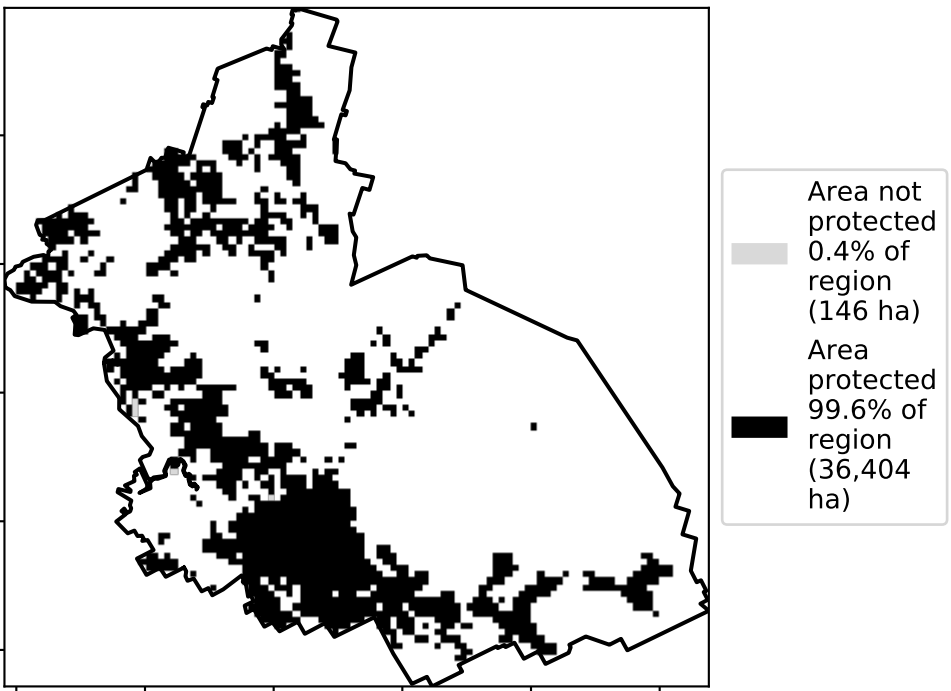 Area not
protected
0.4% of
region
(146 ha)
Area
protected
99.6% of
region
(36,404
ha)